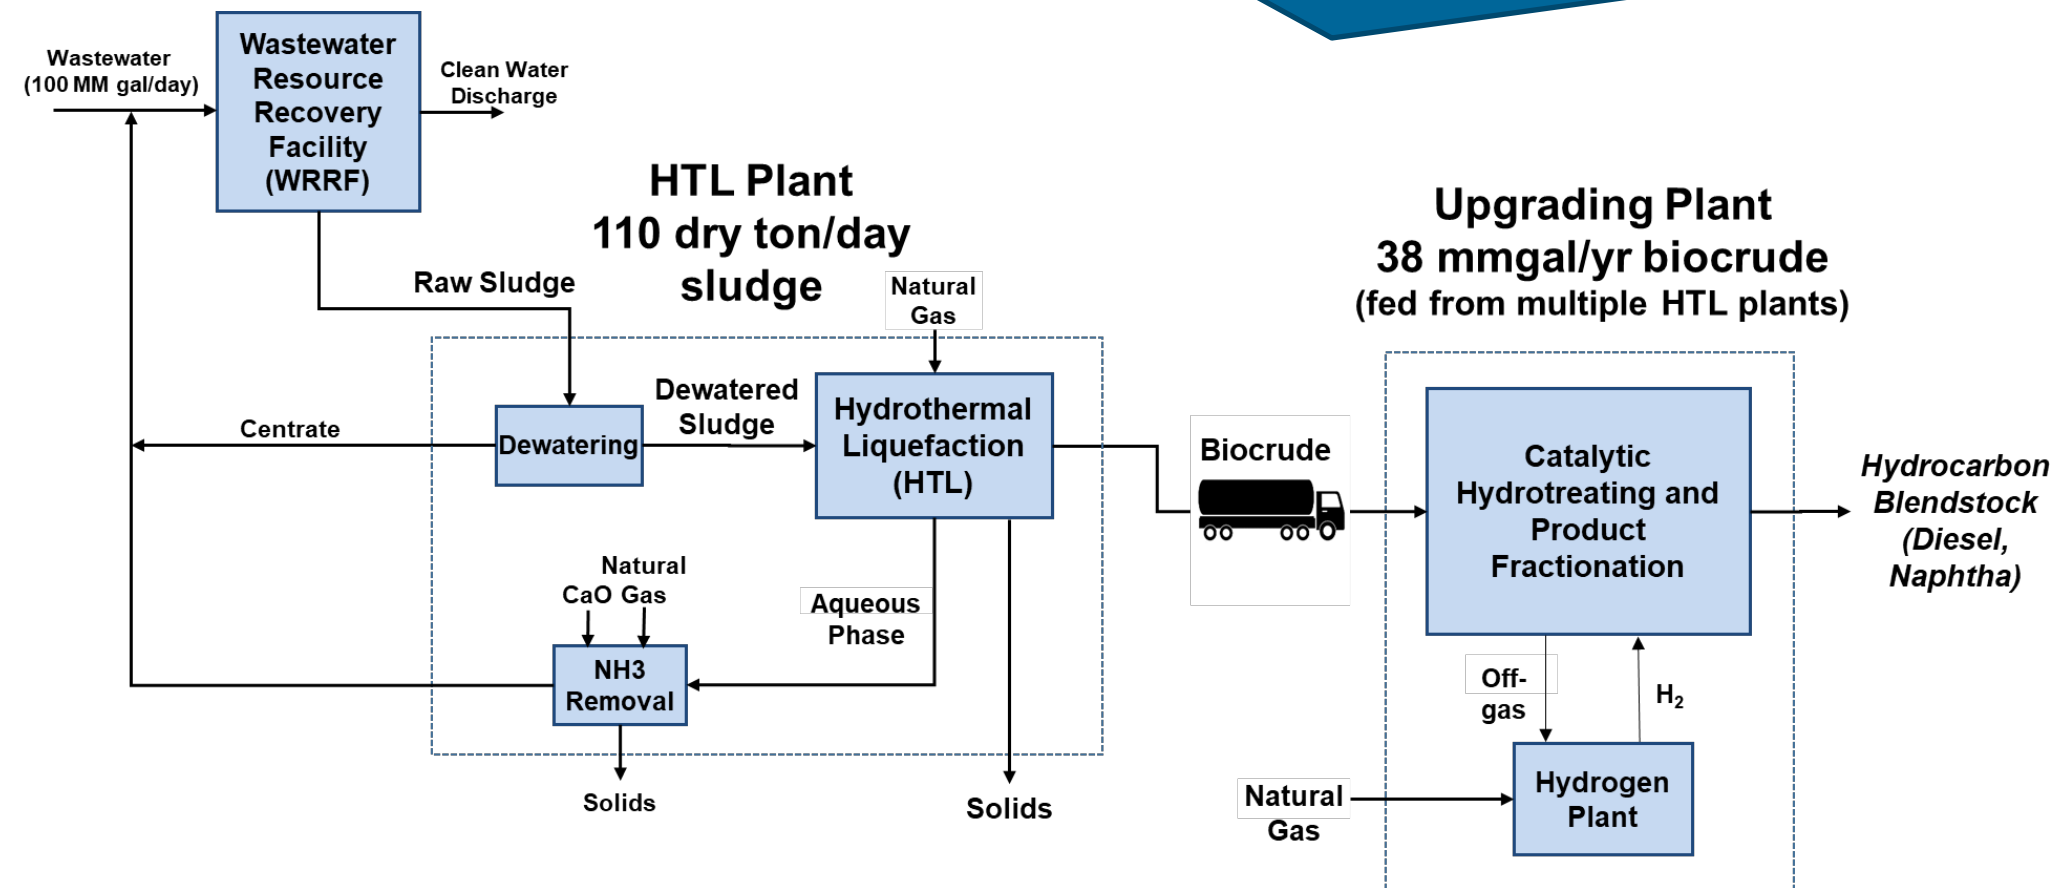 Wastewater
(100 MM gal/day)
Wastewater
Resource
Recovery
Facility
(WRRF)
Clean Water
Discharge
HTL Plant
110 dry ton/day
sludge
Upgrading Plant
38 mmgal/yr biocrude
(fed from multiple HTL plants)
Raw Sludge
Natural
Gas
Centrate
Dewatering
Dewatered
Sludge
Hydrothermal
Liquefaction
(HTL)
Biocrude
Catalytic
Hydrotreating and
Product
Fractionation
Hydrocarbon
Blendstock
(Diesel,
Naphtha)
CaO
Natural
Gas
Aqueous
Phase
NH3
Removal
Solids
Solids
Off-
gas
H₂
Natural
Gas
Hydrogen
Plant